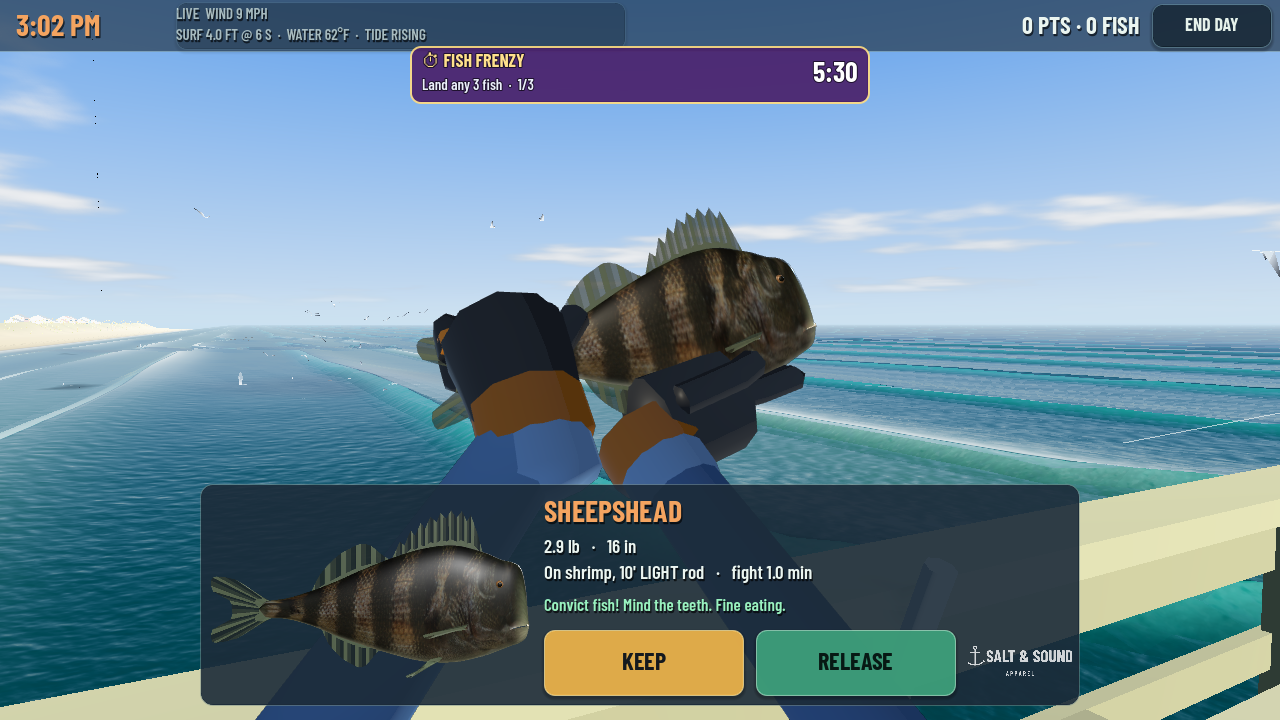 3:02 PM
LIVE WIND 9 MPH
SURF 4.0 FT @ 6 S · WATER 62°F · TIDE RISING
0 PTS · 0 FISH
END DAY
⏱ FISH FRENZY
Land any 3 fish · 1/3
5:30
SHEEPSHEAD
2.9 lb · 16 in
On shrimp, 10' LIGHT rod · fight 1.0 min
Convict fish! Mind the teeth. Fine eating.
KEEP
RELEASE
SALT & SOUND
APPAREL